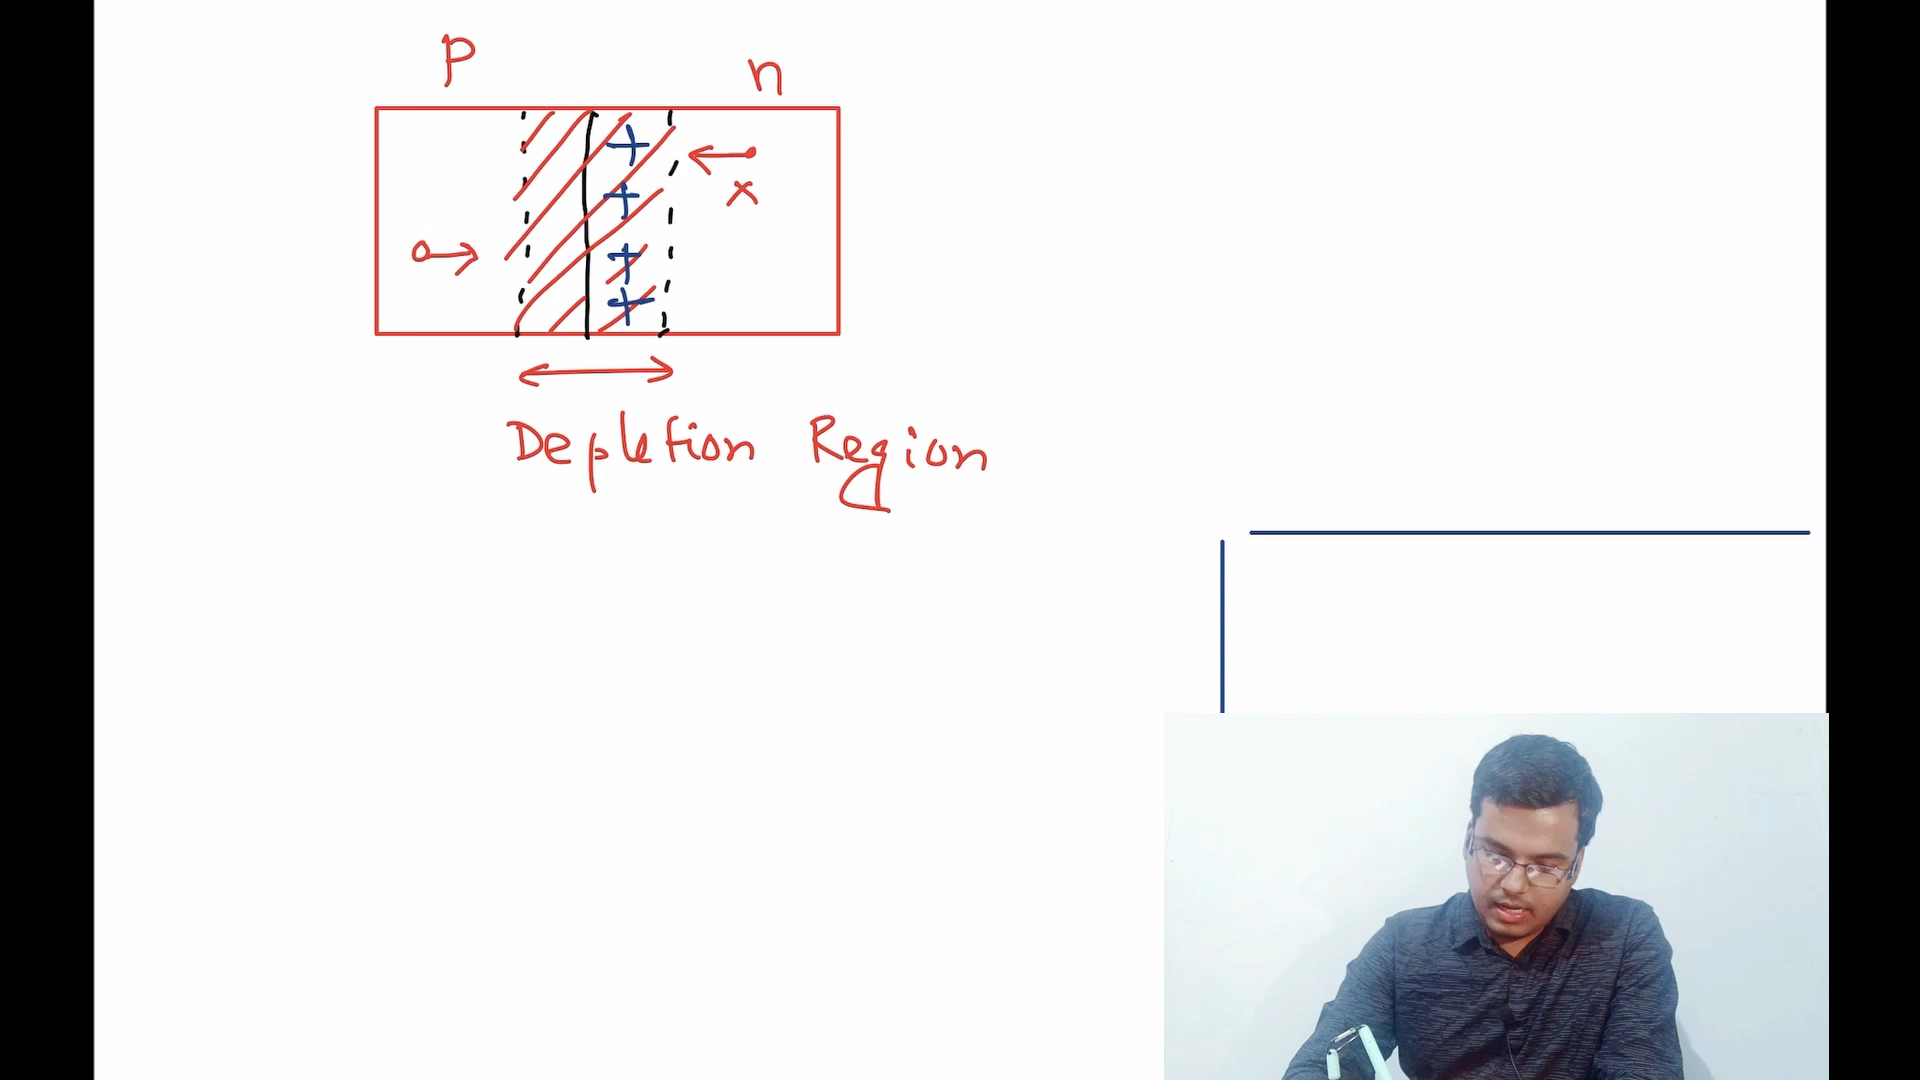 p n
+
x
+
+
+
Depletion Region